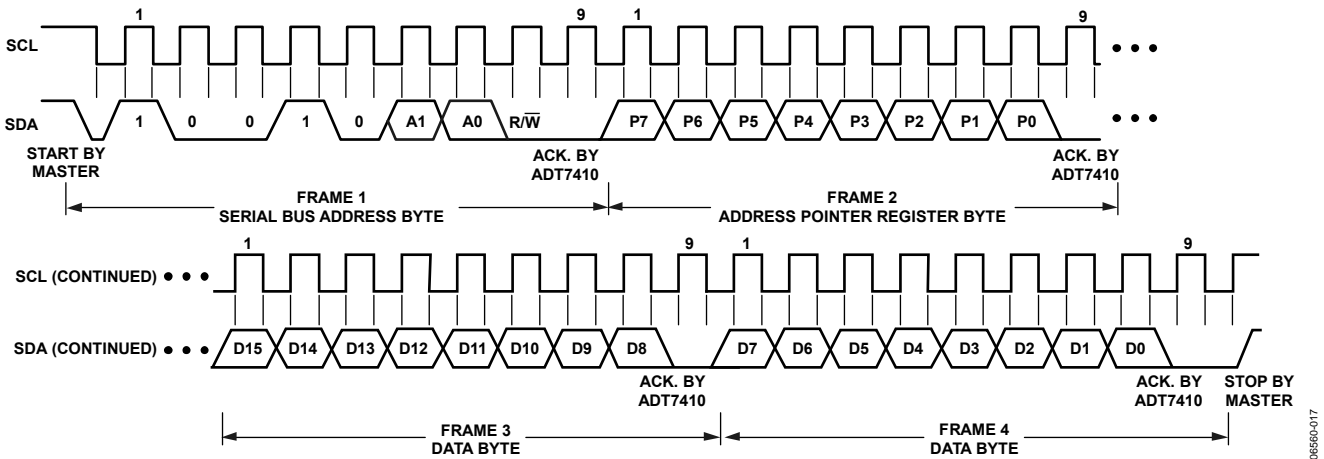 1 9 1 9
SCL
SDA 1 0 0 1 0 A1 A0 R/W̅ P7 P6 P5 P4 P3 P2 P1 P0
START BY
MASTER
ACK. BY
ADT7410
ACK. BY
ADT7410
FRAME 1
SERIAL BUS ADDRESS BYTE
FRAME 2
ADDRESS POINTER REGISTER BYTE
1 9 1 9
SCL (CONTINUED)
SDA (CONTINUED) D15 D14 D13 D12 D11 D10 D9 D8 D7 D6 D5 D4 D3 D2 D1 D0
ACK. BY
ADT7410
ACK. BY
ADT7410
STOP BY
MASTER
FRAME 3
DATA BYTE
FRAME 4
DATA BYTE
06560-017